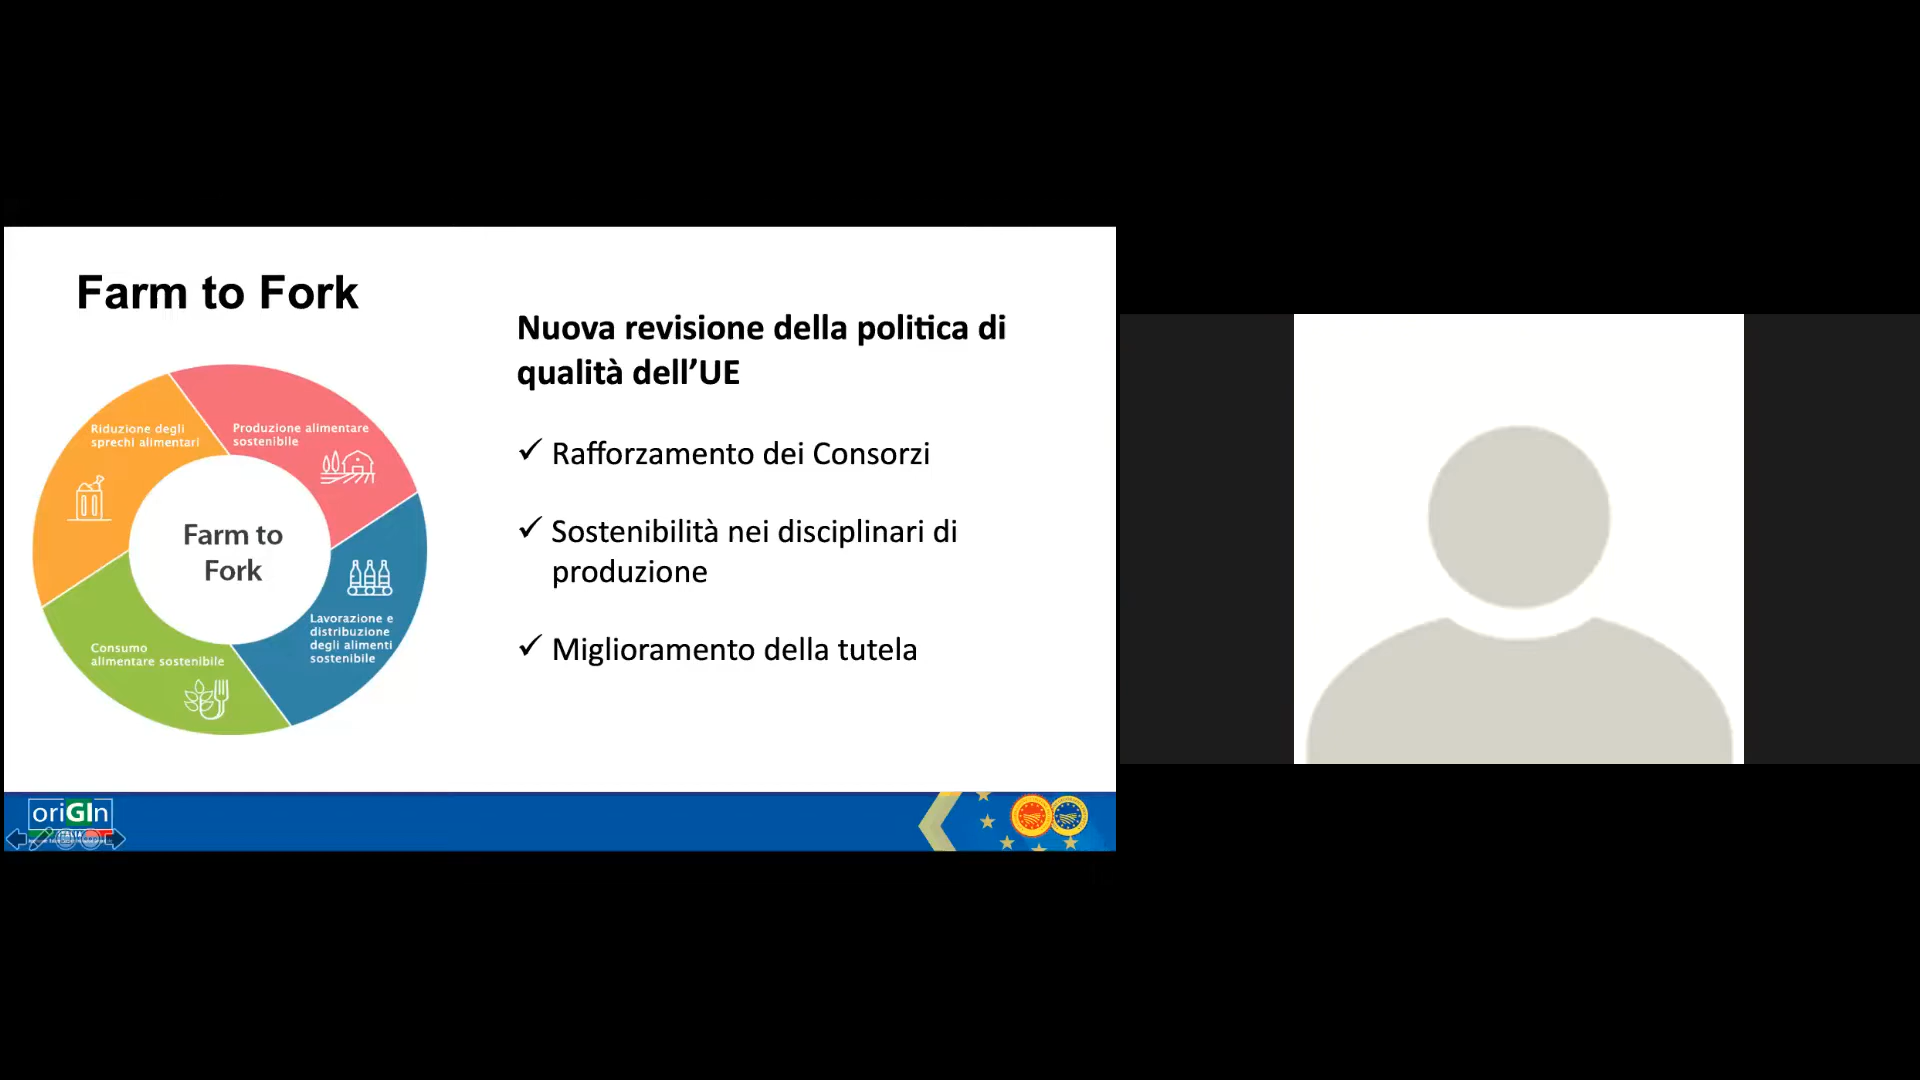 Farm to Fork
Nuova revisione della politica di
qualità dell’UE
Riduzione degli
sprechi alimentari
Produzione alimentare
sostenibile
Farm to
Fork
Lavorazione e
distribuzione
degli alimenti
sostenibile
Consumo
alimentare sostenibile
✓ Rafforzamento dei Consorzi
✓ Sostenibilità nei disciplinari di
produzione
✓ Miglioramento della tutela
oriGIn
ITALIA